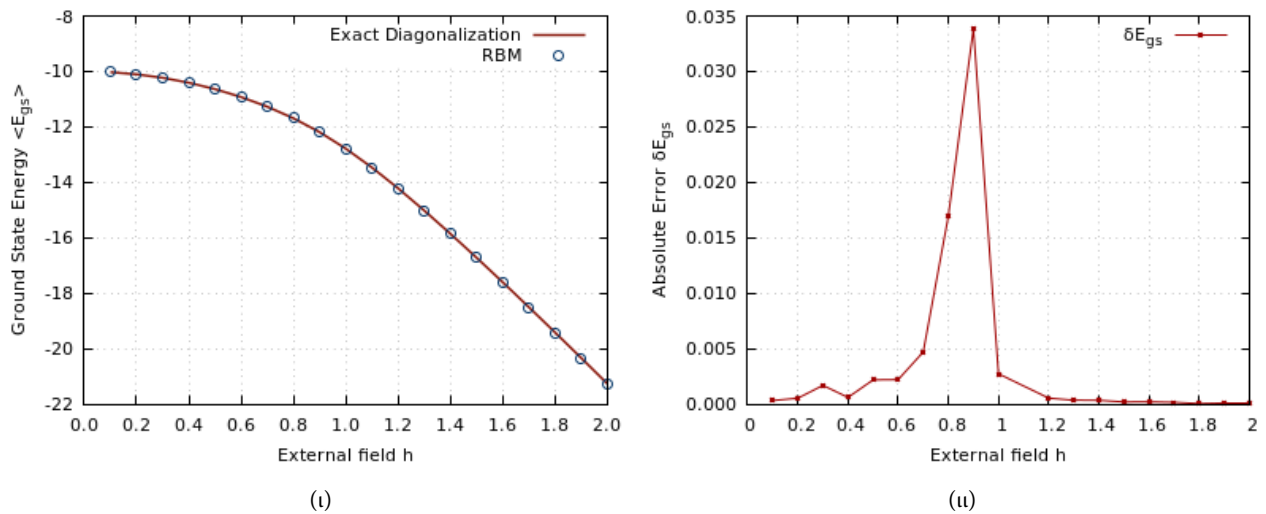 Exact Diagonalization
RBM
Ground State Energy <E_gs>
-8
-10
-12
-14
-16
-18
-20
-22
0.0 0.2 0.4 0.6 0.8 1.0 1.2 1.4 1.6 1.8 2.0
External field h
(ι)
δE_gs
Absolute Error δE_gs
0.035
0.030
0.025
0.020
0.015
0.010
0.005
0.000
0 0.2 0.4 0.6 0.8 1 1.2 1.4 1.6 1.8 2
External field h
(ιι)